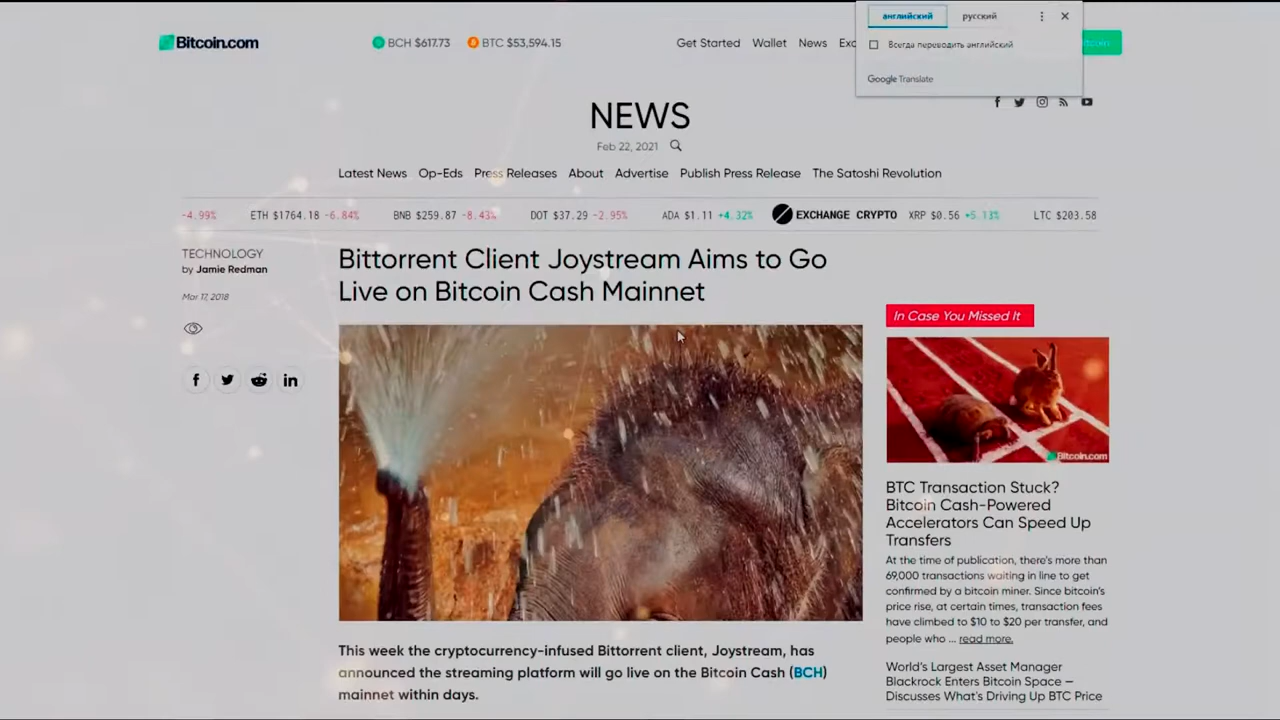 английский русский
Всегда переводить английский
Google Translate
Bitcoin.com
BCH $617.73 BTC $53,594.15
Get Started Wallet News
NEWS
Feb 22, 2021
Latest News Op-Eds Press Releases About Advertise Publish Press Release The Satoshi Revolution
-4.99% ETH $1764.18 -6.84% BNB $259.87 -8.43% DOT $37.29 -2.95% ADA $1.11 +4.32% EXCHANGE CRYPTO XRP $0.56 +5.13% LTC $203.58
TECHNOLOGY
by Jamie Redman
Mar 17, 2018
Bittorrent Client Joystream Aims to Go
Live on Bitcoin Cash Mainnet
This week the cryptocurrency-infused Bittorrent client, Joystream, has
announced the streaming platform will go live on the Bitcoin Cash (BCH)
mainnet within days.
In Case You Missed It
Bitcoin.com
BTC Transaction Stuck?
Bitcoin Cash-Powered
Accelerators Can Speed Up
Transfers
At the time of publication, there's more than
69,000 transactions waiting in line to get
confirmed by a bitcoin miner. Since bitcoin's
price rise, at certain times, transaction fees
have climbed to $10 to $20 per transfer, and
people who ... read more.
World's Largest Asset Manager
Blackrock Enters Bitcoin Space —
Discusses What's Driving Up BTC Price